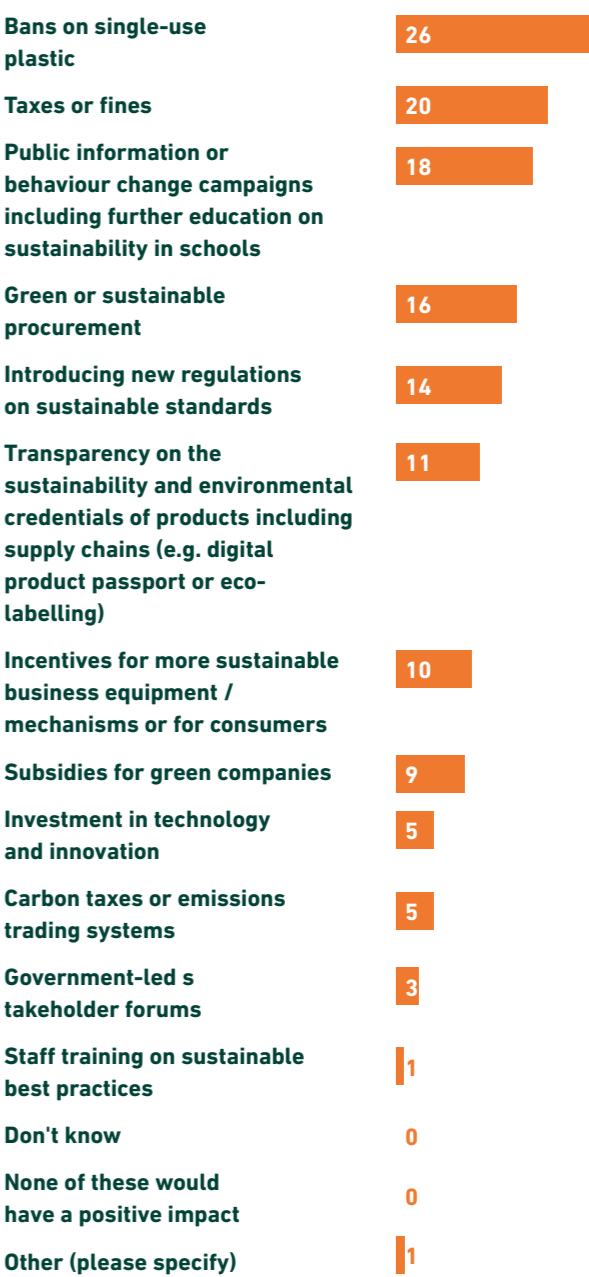 Bans on single-use
plastic
26
Taxes or fines
20
Public information or
behaviour change campaigns
including further education on
sustainability in schools
18
Green or sustainable
procurement
16
Introducing new regulations
on sustainable standards
14
Transparency on the
sustainability and environmental
credentials of products including
supply chains (e.g. digital
product passport or eco-
labelling)
11
Incentives for more sustainable
business equipment /
mechanisms or for consumers
10
Subsidies for green companies
9
Investment in technology
and innovation
5
Carbon taxes or emissions
trading systems
5
Government-led s
takeholder forums
3
Staff training on sustainable
best practices
1
Don't know
0
None of these would
have a positive impact
0
Other (please specify)
1